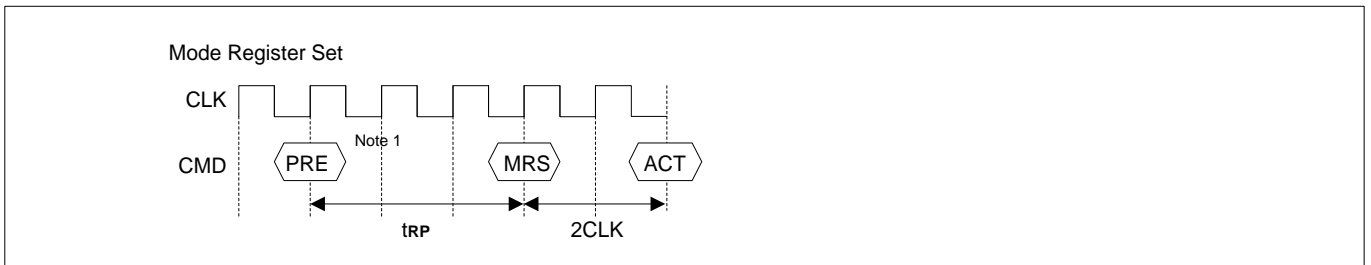 Mode Register Set
CLK
Note 1
CMD PRE MRS ACT
tRP 2CLK